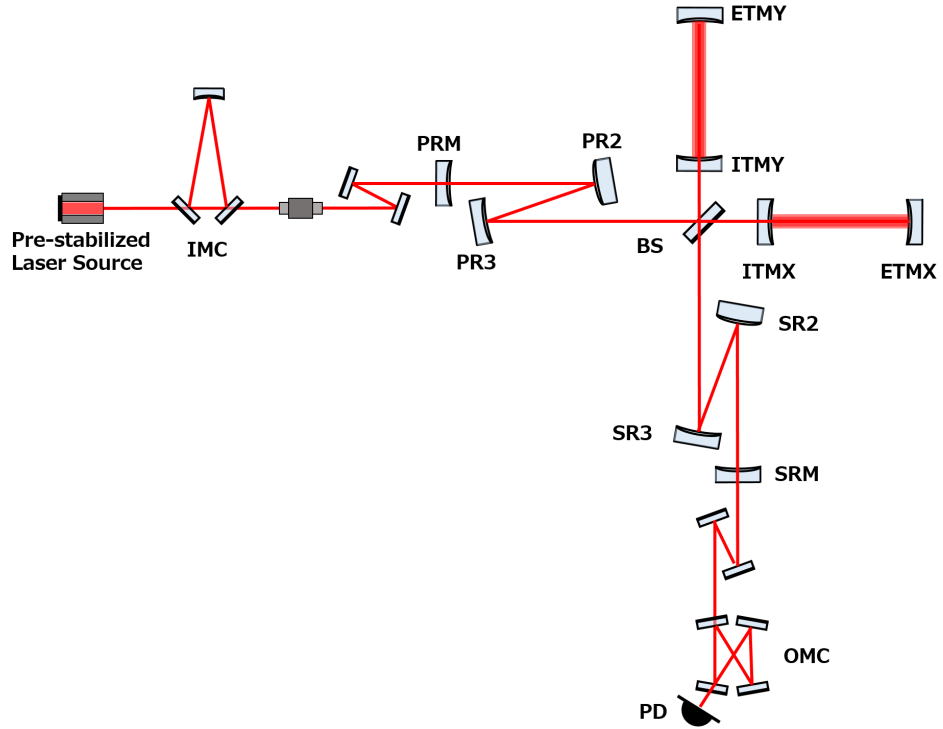 ETMY
PRM
PR2
ITMY
Pre-stabilized
Laser Source
IMC
PR3
BS
ITMX
ETMX
SR2
SR3
SRM
OMC
PD